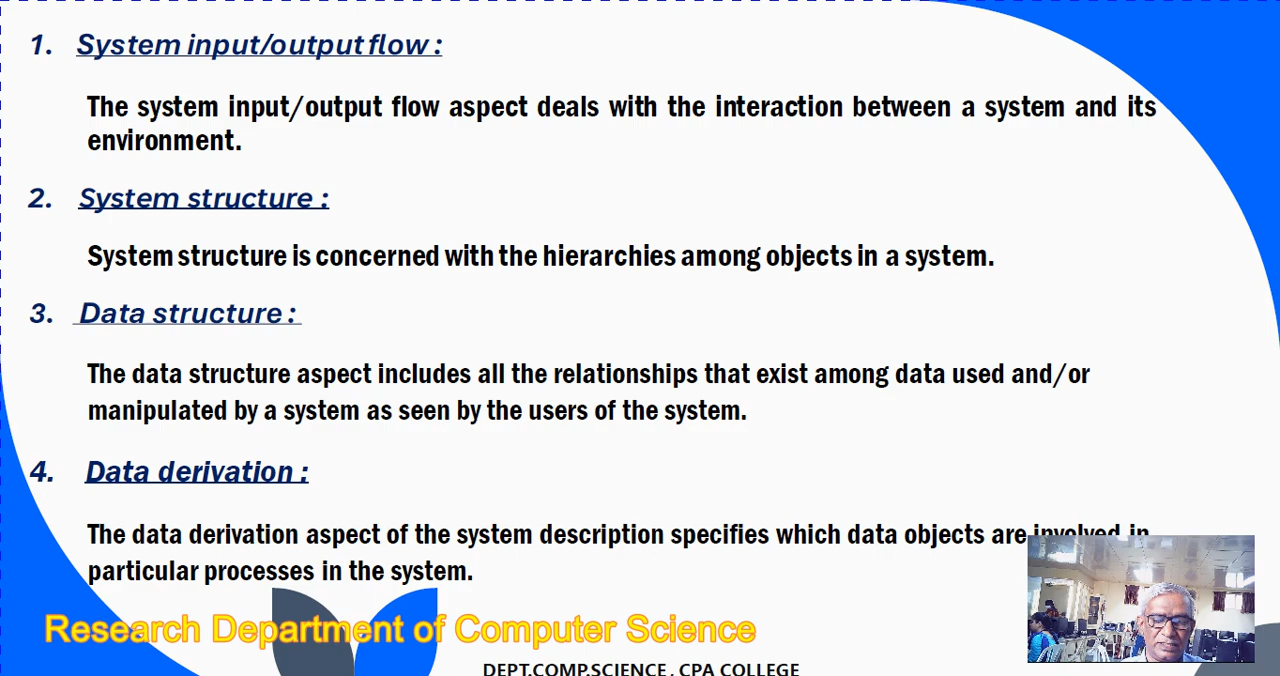 1. System input/output flow :
The system input/output flow aspect deals with the interaction between a system and its
environment.
2. System structure :
System structure is concerned with the hierarchies among objects in a system.
3. Data structure :
The data structure aspect includes all the relationships that exist among data used and/or
manipulated by a system as seen by the users of the system.
4. Data derivation :
The data derivation aspect of the system description specifies which data objects are involved in
particular processes in the system.
Research Department of Computer Science
DEPT.COMP.SCIENCE, CPA COLLEGE